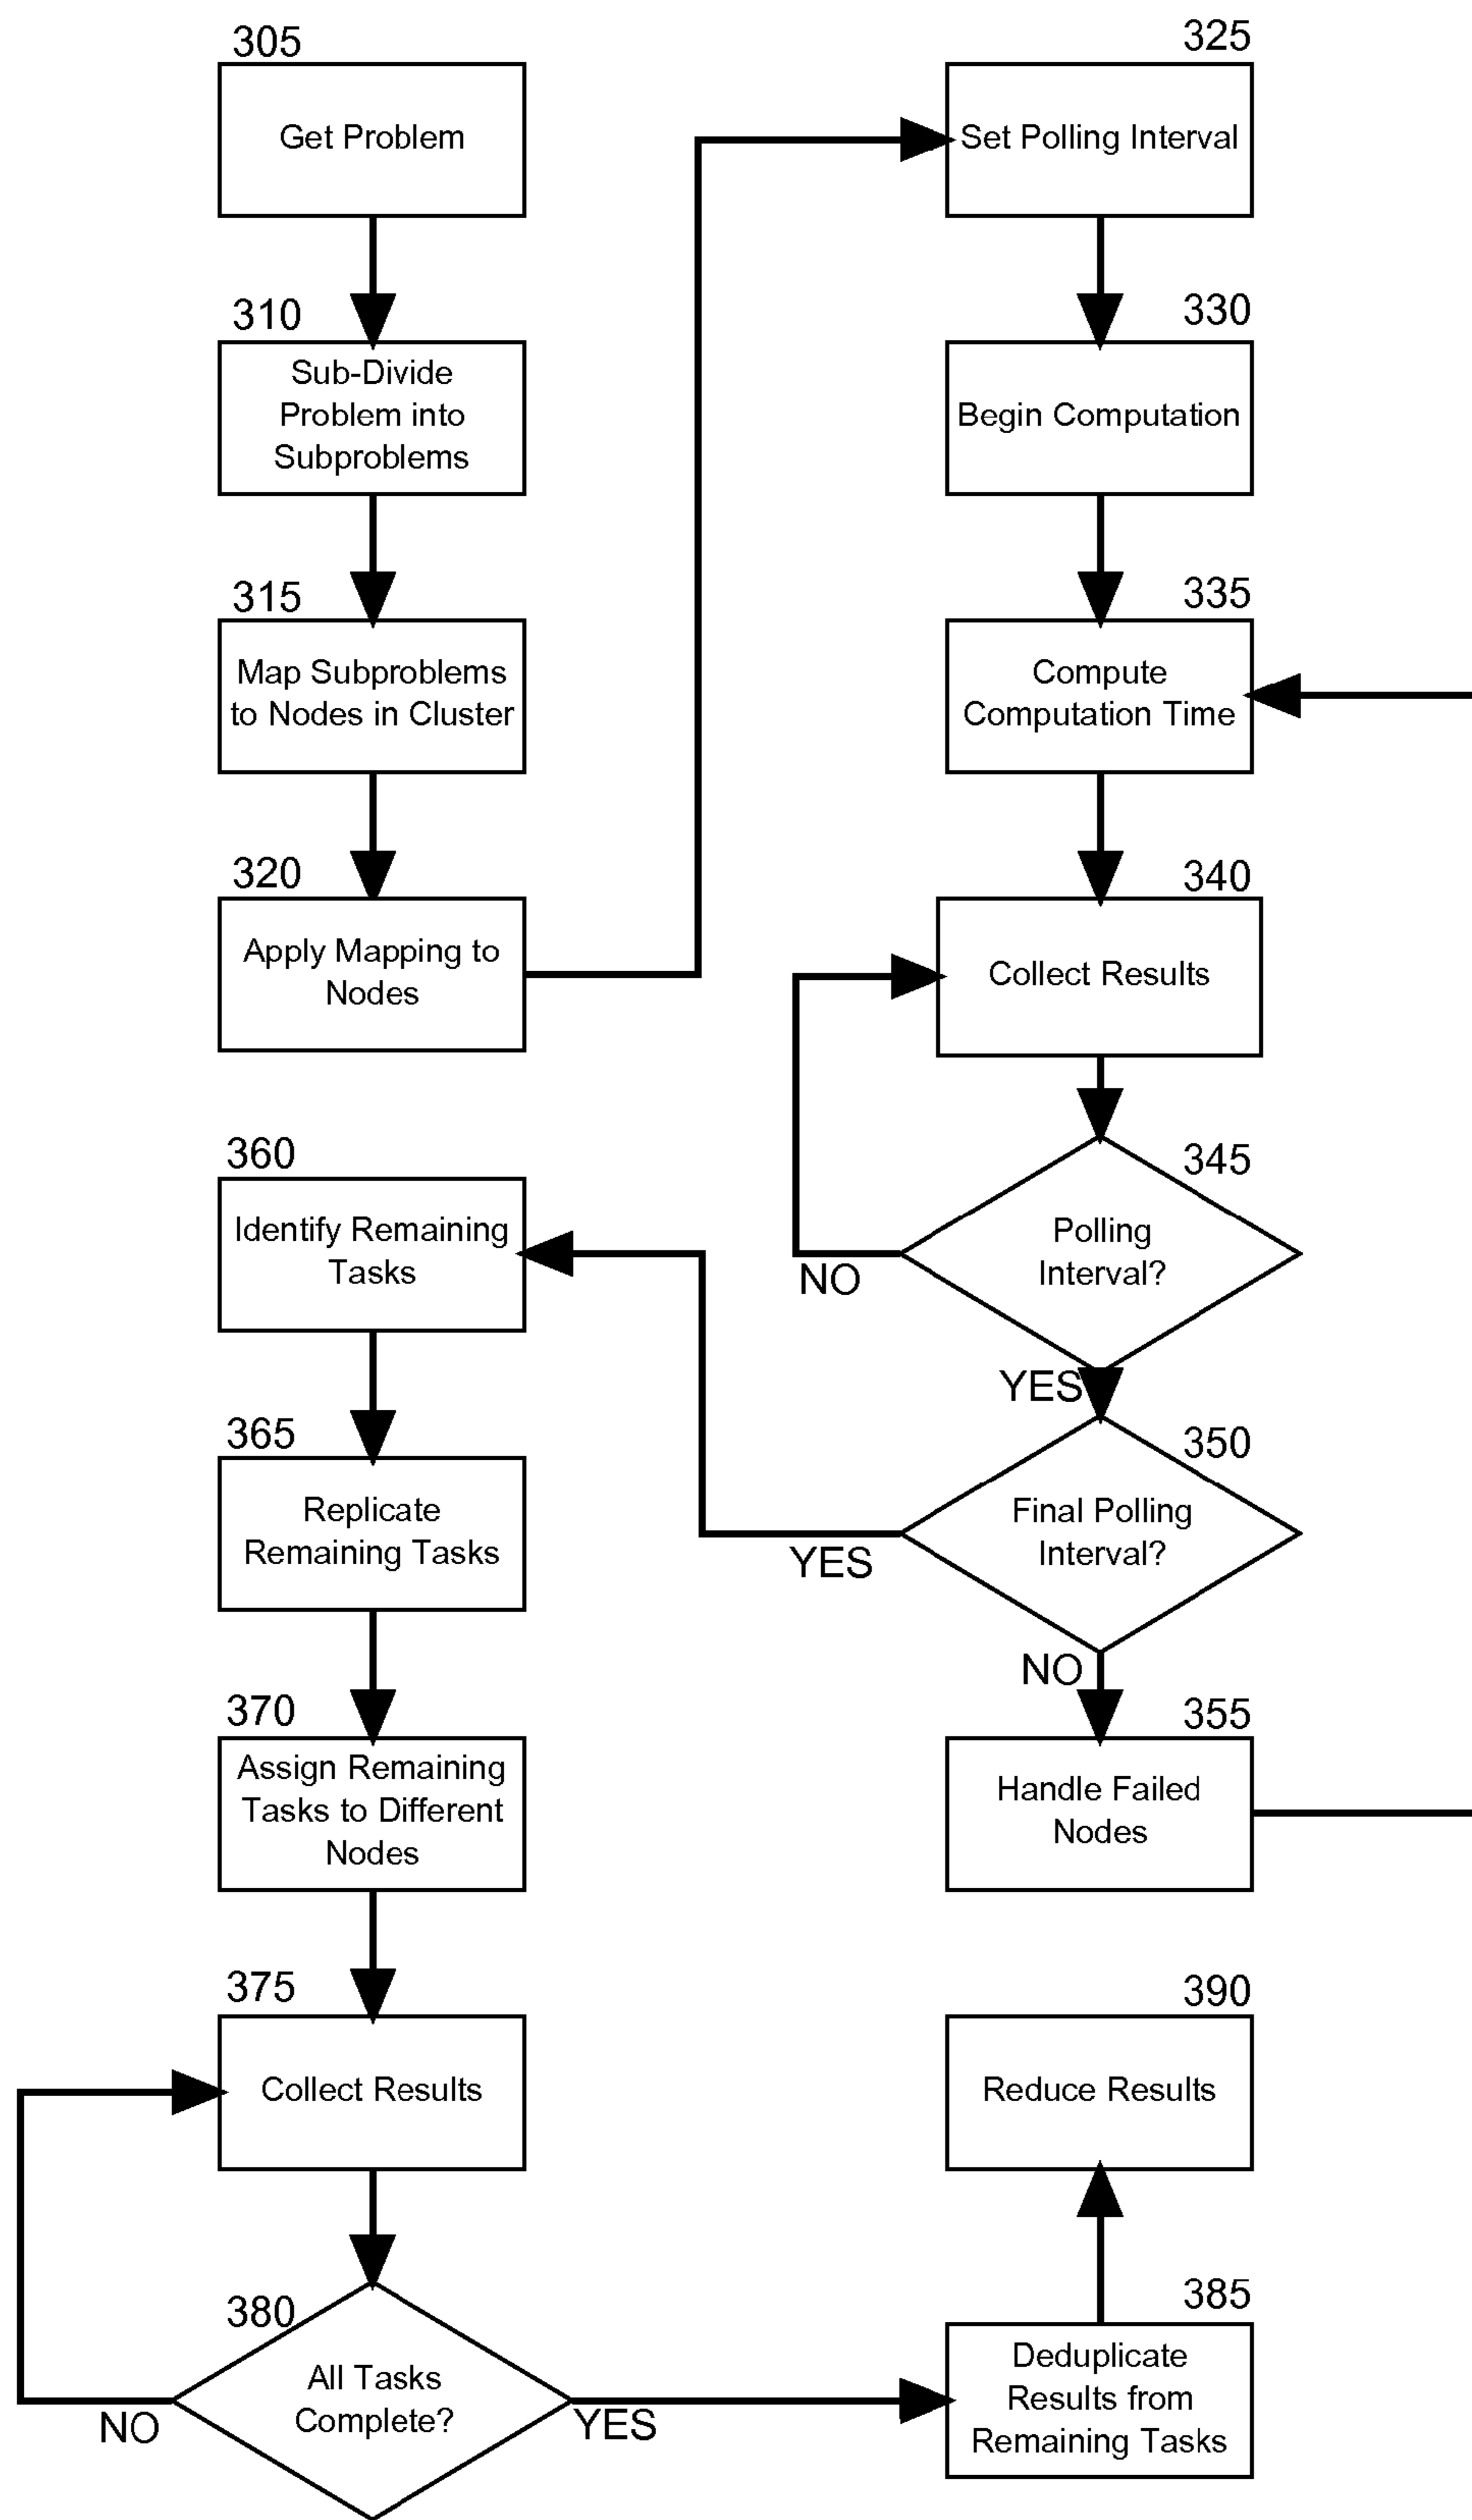 305
Get Problem
310
Sub-Divide
Problem into
Subproblems
315
Map Subproblems
to Nodes in Cluster
320
Apply Mapping to
Nodes
325
Set Polling Interval
330
Begin Computation
335
Compute
Computation Time
340
Collect Results
345
Polling
Interval?
NO
YES
350
Final Polling
Interval?
YES
NO
355
Handle Failed
Nodes
360
Identify Remaining
Tasks
365
Replicate
Remaining Tasks
370
Assign Remaining
Tasks to Different
Nodes
375
Collect Results
380
All Tasks
Complete?
NO
YES
385
Deduplicate
Results from
Remaining Tasks
390
Reduce Results